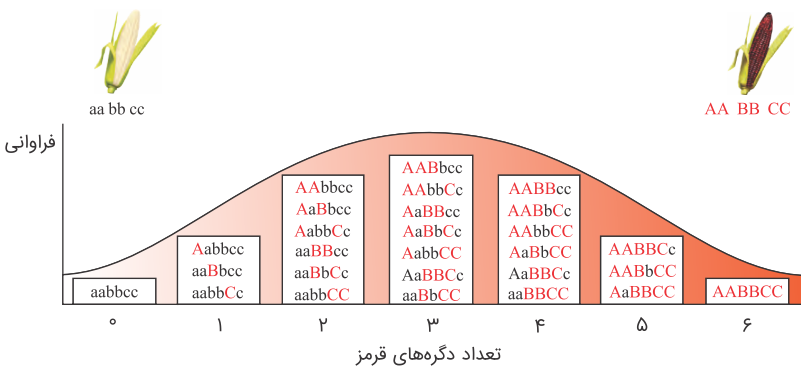 aa bb cc
AA BB CC
فراوانی
aabbcc
Aabbcc
aaBbcc
aabbCc
AAbbcc
AaBbcc
AabbCc
aaBBcc
aaBbCc
aabbCC
AABbcc
AAbbCc
AaBBcc
AaBbCc
AabbCC
AaBBCc
aaBbCC
AABBcc
AABbCc
AAbbCC
AaBbCC
AaBBCc
aaBBCC
AABBCc
AABbCC
AaBBCC
AABBCC
۰ ۱ ۲ ۳ ۴ ۵ ۶
تعداد دگره‌های قرمز